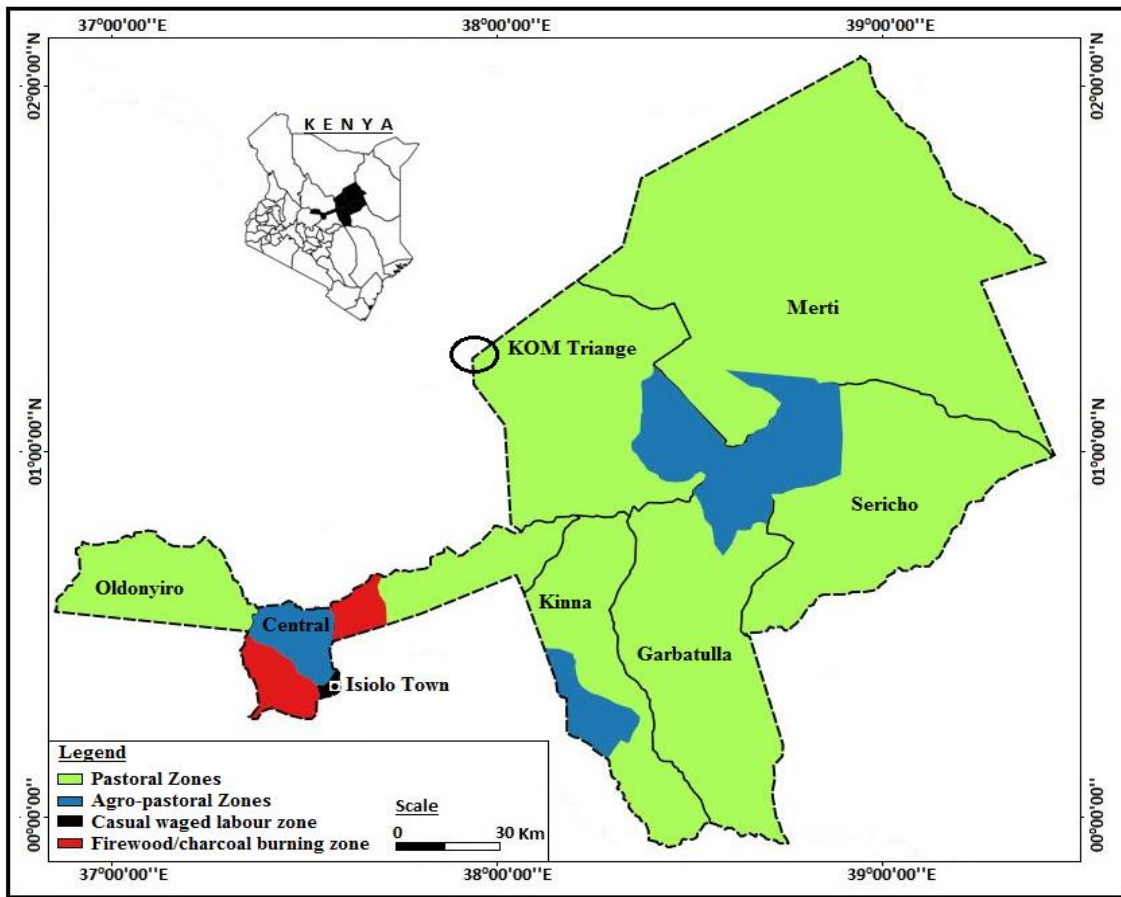 37°00'00''E 38°00'00''E 39°00'00''E
02°00'00''N 02°00'00''N
K E N Y A
Merti
KOM Triange
01°00'00''N 01°00'00''N
Sericho
Oldonyiro
Kinna
Central
Garbatulla
Isiolo Town
Legend
Pastoral Zones
Agro-pastoral Zones
Casual waged labour zone
Firewood/charcoal burning zone
Scale
0 30 Km
00°00'00'' 00°00'00''
37°00'00''E 38°00'00''E 39°00'00''E